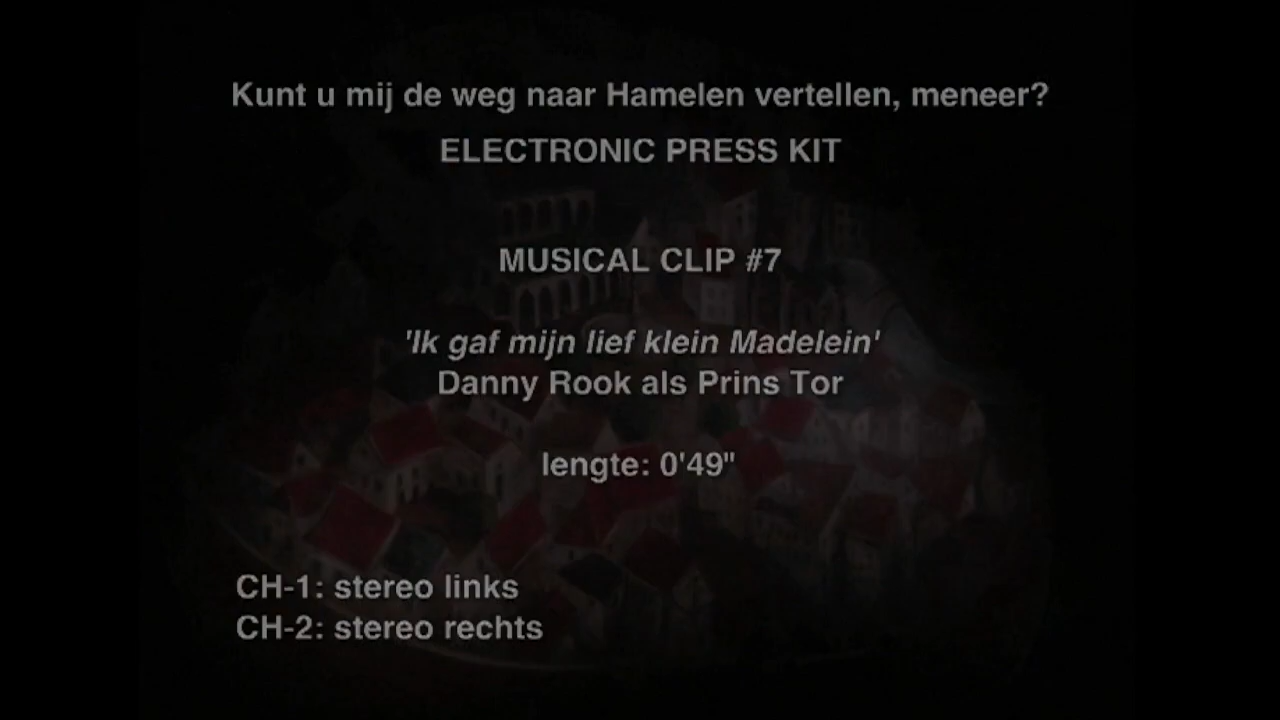 Kunt u mij de weg naar Hamelen vertellen, meneer?
ELECTRONIC PRESS KIT
MUSICAL CLIP #7
'Ik gaf mijn lief klein Madelein'
Danny Rook als Prins Tor
lengte: 0'49"
CH-1: stereo links
CH-2: stereo rechts